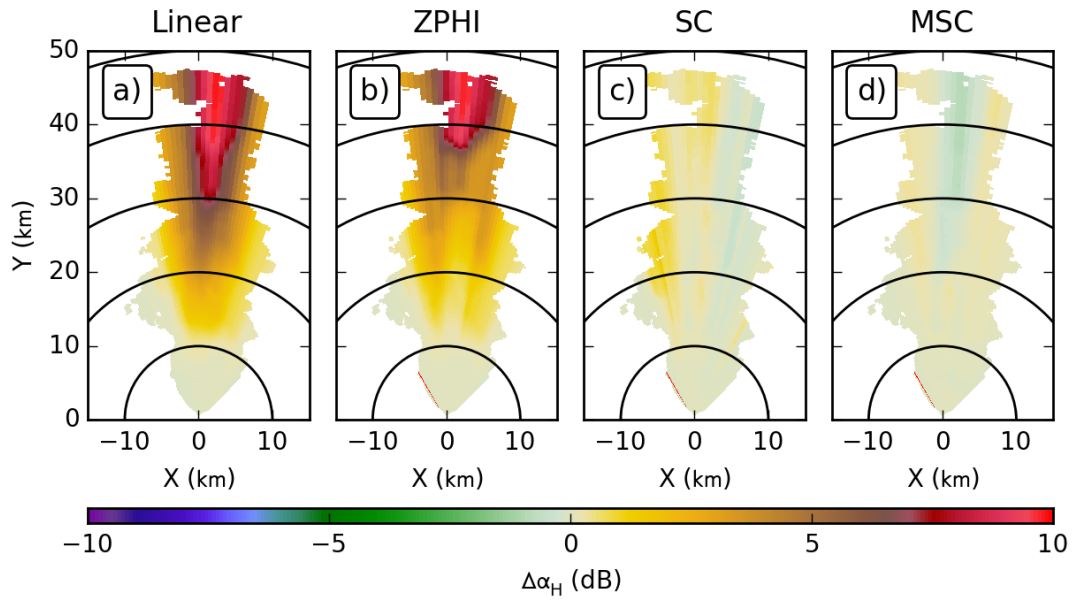 Linear ZPHI SC MSC
a) b) c) d)
50
40
30
20
10
0
Y (km)
−10 0 10 −10 0 10 −10 0 10 −10 0 10
X (km) X (km) X (km) X (km)
−10 −5 0 5 10
Δα_H (dB)